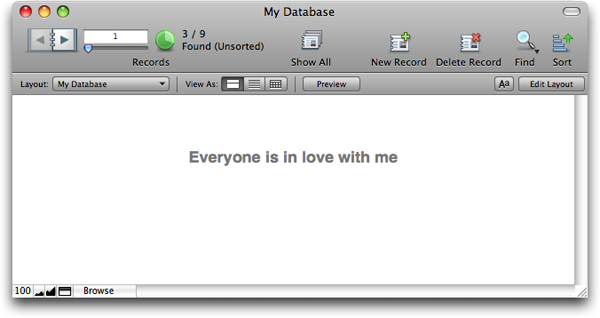 My Database
1
3 / 9
Found (Unsorted)
Records
Show All
New Record
Delete Record
Find
Sort
Layout:
My Database
View As:
Preview
Aa
Edit Layout
Everyone is in love with me
100
Browse